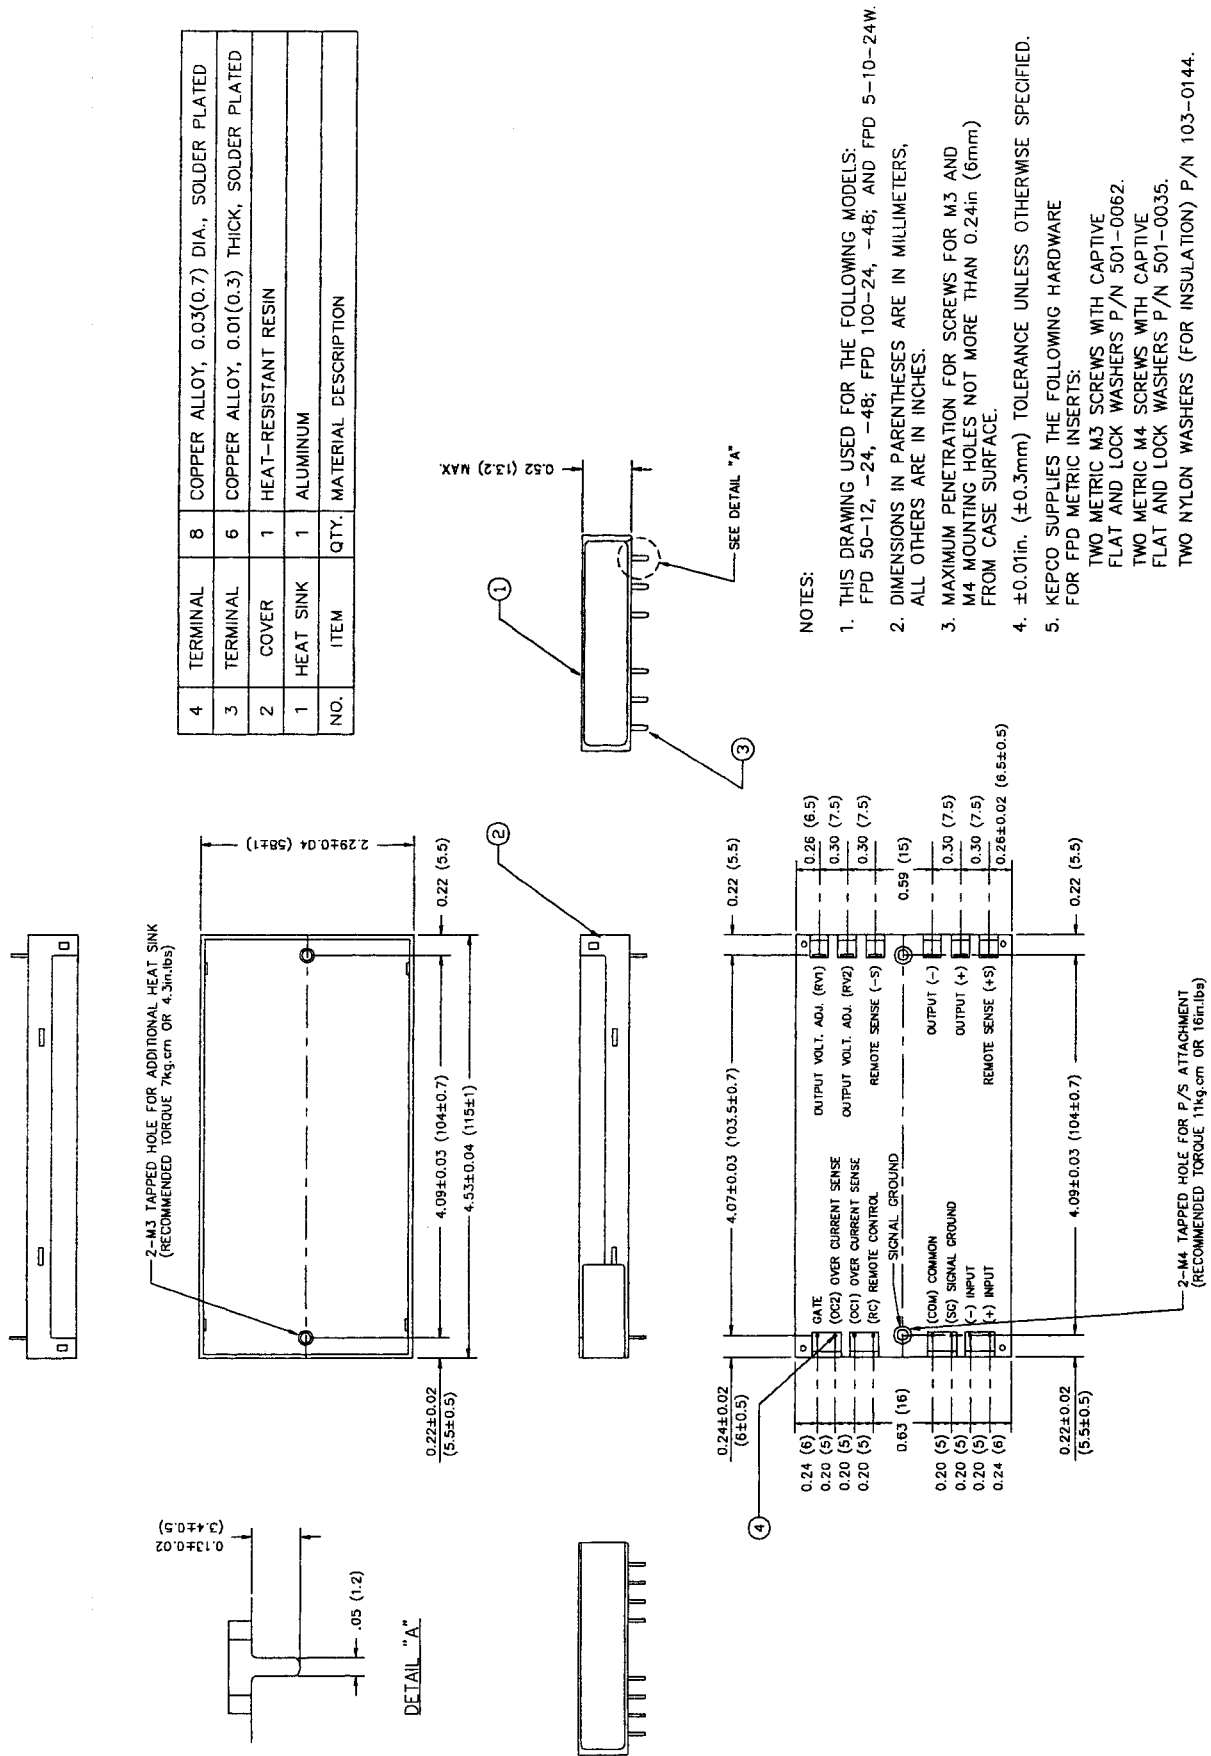 4 TERMINAL 8 COPPER ALLOY, 0.03(0.7) DIA., SOLDER PLATED
3 TERMINAL 6 COPPER ALLOY, 0.01(0.3) THICK, SOLDER PLATED
2 COVER 1 HEAT-RESISTANT RESIN
1 HEAT SINK 1 ALUMINUM
NO. ITEM QTY. MATERIAL DESCRIPTION
2-M3 TAPPED HOLE FOR ADDITIONAL HEAT SINK
(RECOMMENDED TORQUE 7kg.cm OR 4.3in.lbs)
2.29±0.04 (58±1)
4.09±0.03 (104±0.7)
0.22 (5.5)
4.53±0.04 (115±1)
0.22±0.02
(5.5±0.5)
0.13±0.02
(3.4±0.5)
.05 (1.2)
DETAIL "A"
1
0.52 (13.2) MAX.
SEE DETAIL "A"
3
2
4
0.24±0.02
(6±0.5)
4.07±0.03 (103.5±0.7)
0.22 (5.5)
0.24 (6)
0.20 (5)
0.20 (5)
0.20 (5)
0.63 (16)
0.20 (5)
0.20 (5)
0.20 (5)
0.24 (6)
GATE
(OC2) OVER CURRENT SENSE
(OC1) OVER CURRENT SENSE
(RC) REMOTE CONTROL
SIGNAL GROUND
(COM) COMMON
(SG) SIGNAL GROUND
(-) INPUT
(+) INPUT
OUTPUT VOLT. ADJ. (RV1)
OUTPUT VOLT. ADJ. (RV2)
REMOTE SENSE (-S)
OUTPUT (-)
OUTPUT (+)
REMOTE SENSE (+S)
0.26 (6.5)
0.30 (7.5)
0.30 (7.5)
0.59 (15)
0.30 (7.5)
0.30 (7.5)
0.26±0.02 (6.5±0.5)
0.22±0.02
(5.5±0.5)
4.09±0.03 (104±0.7)
0.22 (5.5)
2-M4 TAPPED HOLE FOR P/S ATTACHMENT
(RECOMMENDED TORQUE 11kg.cm OR 16in.lbs)
NOTES:
1. THIS DRAWING USED FOR THE FOLLOWING MODELS:
FPD 50-12, -24, -48; FPD 100-24, -48; AND FPD 5-10-24W.
2. DIMENSIONS IN PARENTHESES ARE IN MILLIMETERS,
ALL OTHERS ARE IN INCHES.
3. MAXIMUM PENETRATION FOR SCREWS FOR M3 AND
M4 MOUNTING HOLES NOT MORE THAN 0.24in (6mm)
FROM CASE SURFACE.
4. ±0.01in. (±0.3mm) TOLERANCE UNLESS OTHERWISE SPECIFIED.
5. KEPCO SUPPLIES THE FOLLOWING HARDWARE
FOR FPD METRIC INSERTS:
TWO METRIC M3 SCREWS WITH CAPTIVE
FLAT AND LOCK WASHERS P/N 501-0062.
TWO METRIC M4 SCREWS WITH CAPTIVE
FLAT AND LOCK WASHERS P/N 501-0035.
TWO NYLON WASHERS (FOR INSULATION) P/N 103-0144.